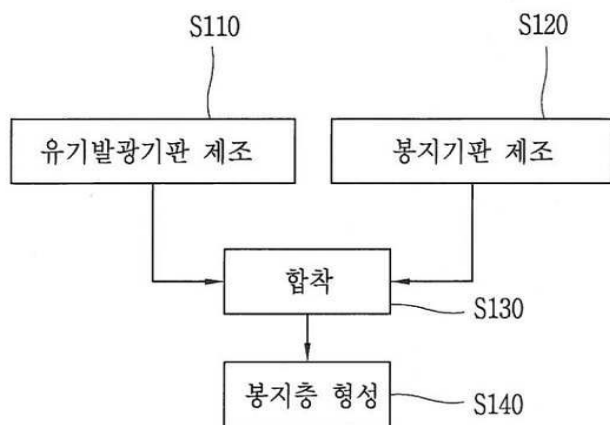 S110
S120
유기발광기판 제조
봉지기판 제조
합착
S130
봉지층 형성
S140